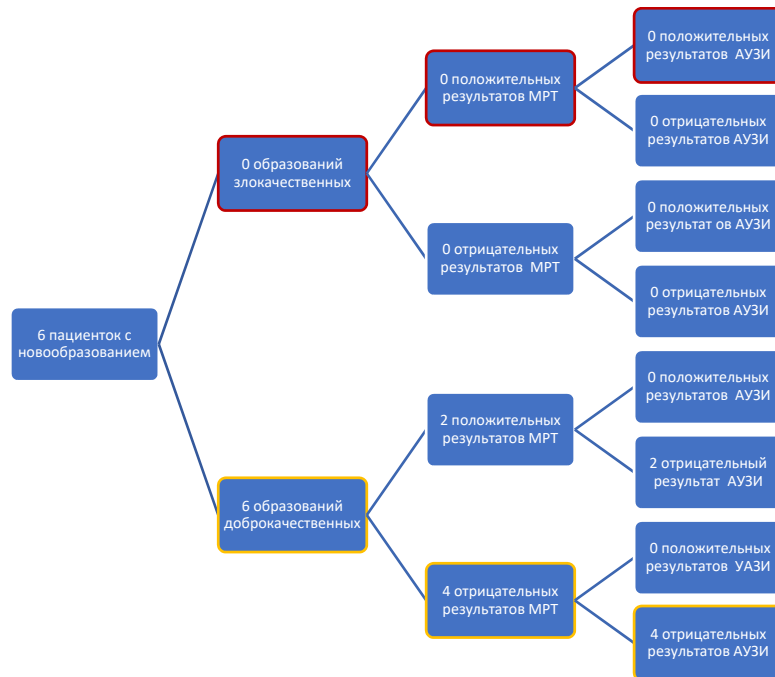 6 пациенток с
новообразованием
0 образований
злокачественных
0 положительных
результатов МРТ
0 положительных
результатов АУЗИ
0 отрицательных
результатов АУЗИ
0 отрицательных
результатов МРТ
0 положительных
результат ов АУЗИ
0 отрицательных
результатов АУЗИ
6 образований
доброкачественных
2 положительных
результатов МРТ
0 положительных
результатов АУЗИ
2 отрицательный
результат АУЗИ
4 отрицательных
результатов МРТ
0 положительных
результатов УАЗИ
4 отрицательных
результатов АУЗИ